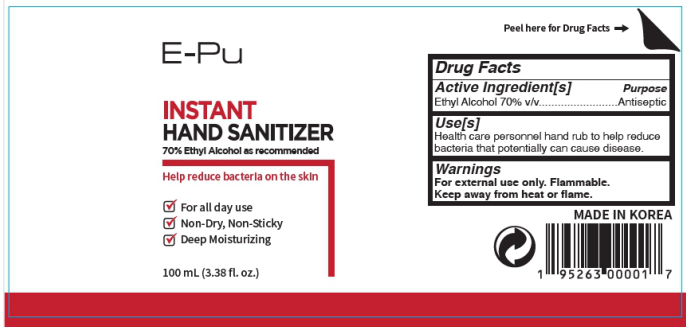 E-Pu
INSTANT
HAND SANITIZER
70% Ethyl Alcohol as recommended
Help reduce bacteria on the skin
For all day use
Non-Dry, Non-Sticky
Deep Moisturizing
100 mL (3.38 fl. oz.)
Peel here for Drug Facts
Drug Facts
Active Ingredient[s] Purpose
Ethyl Alcohol 70% v/v........................Antiseptic
Use[s]
Health care personnel hand rub to help reduce
bacteria that potentially can cause disease.
Warnings
For external use only. Flammable.
Keep away from heat or flame.
MADE IN KOREA
1 95263 00001 7